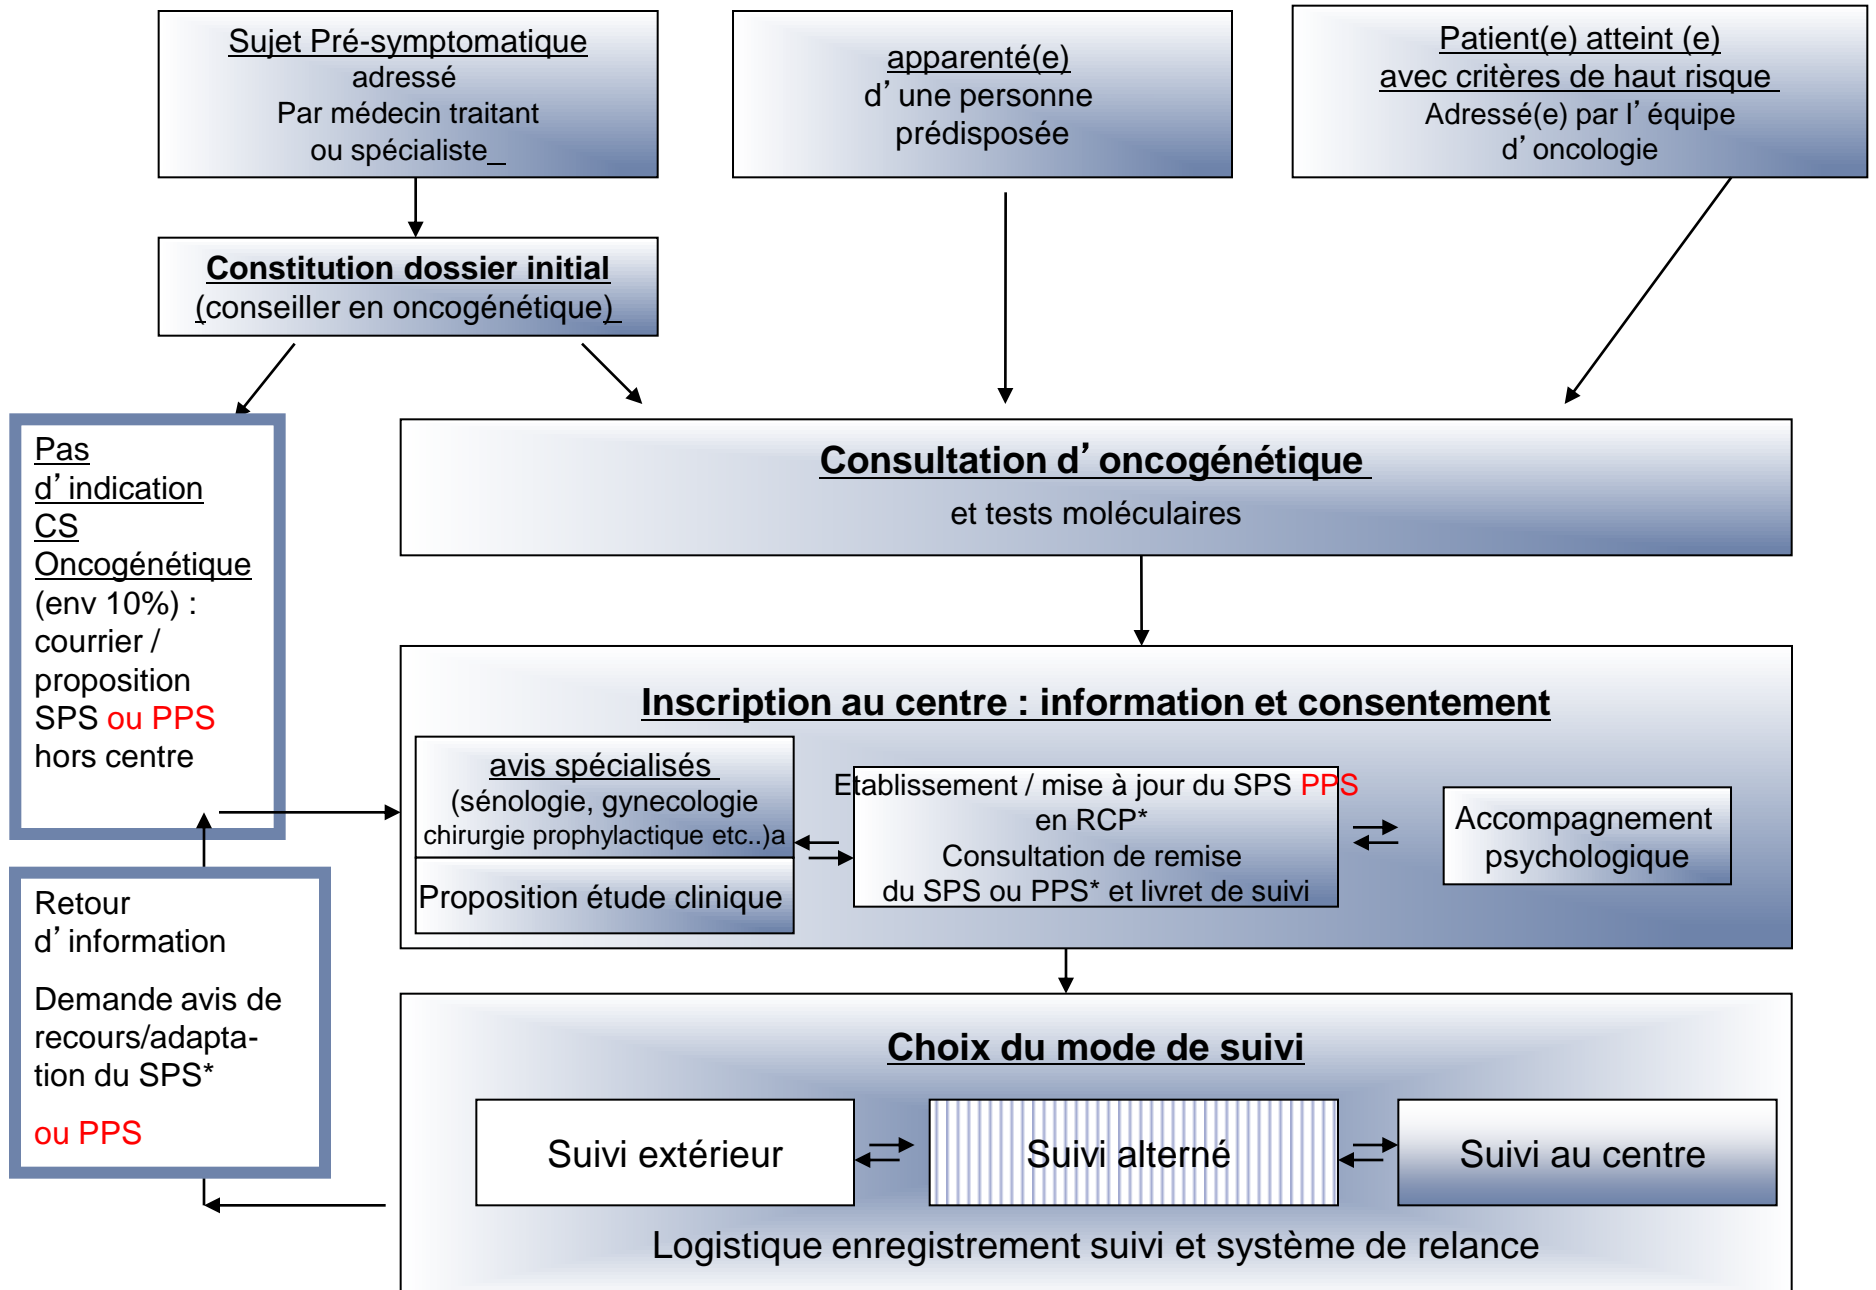 Sujet Pré-symptomatique
adressé
Par médecin traitant
ou spécialiste
apparenté(e)
d’une personne
prédisposée
Patient(e) atteint (e)
avec critères de haut risque
Adressé(e) par l’équipe
d’oncologie
Constitution dossier initial
(conseiller en oncogénétique)
Pas
d’indication
CS
Oncogénétique
(env 10%) :
courrier /
proposition
SPS ou PPS
hors centre
Consultation d’oncogénétique
et tests moléculaires
Inscription au centre : information et consentement
avis spécialisés
(sénologie, gynecologie
chirurgie prophylactique etc..)a
Proposition étude clinique
Etablissement / mise à jour du SPS PPS
en RCP*
Consultation de remise
du SPS ou PPS* et livret de suivi
Accompagnement
psychologique
Retour
d’information
Demande avis de
recours/adapta-
tion du SPS*
ou PPS
Choix du mode de suivi
Suivi extérieur
Suivi alterné
Suivi au centre
Logistique enregistrement suivi et système de relance